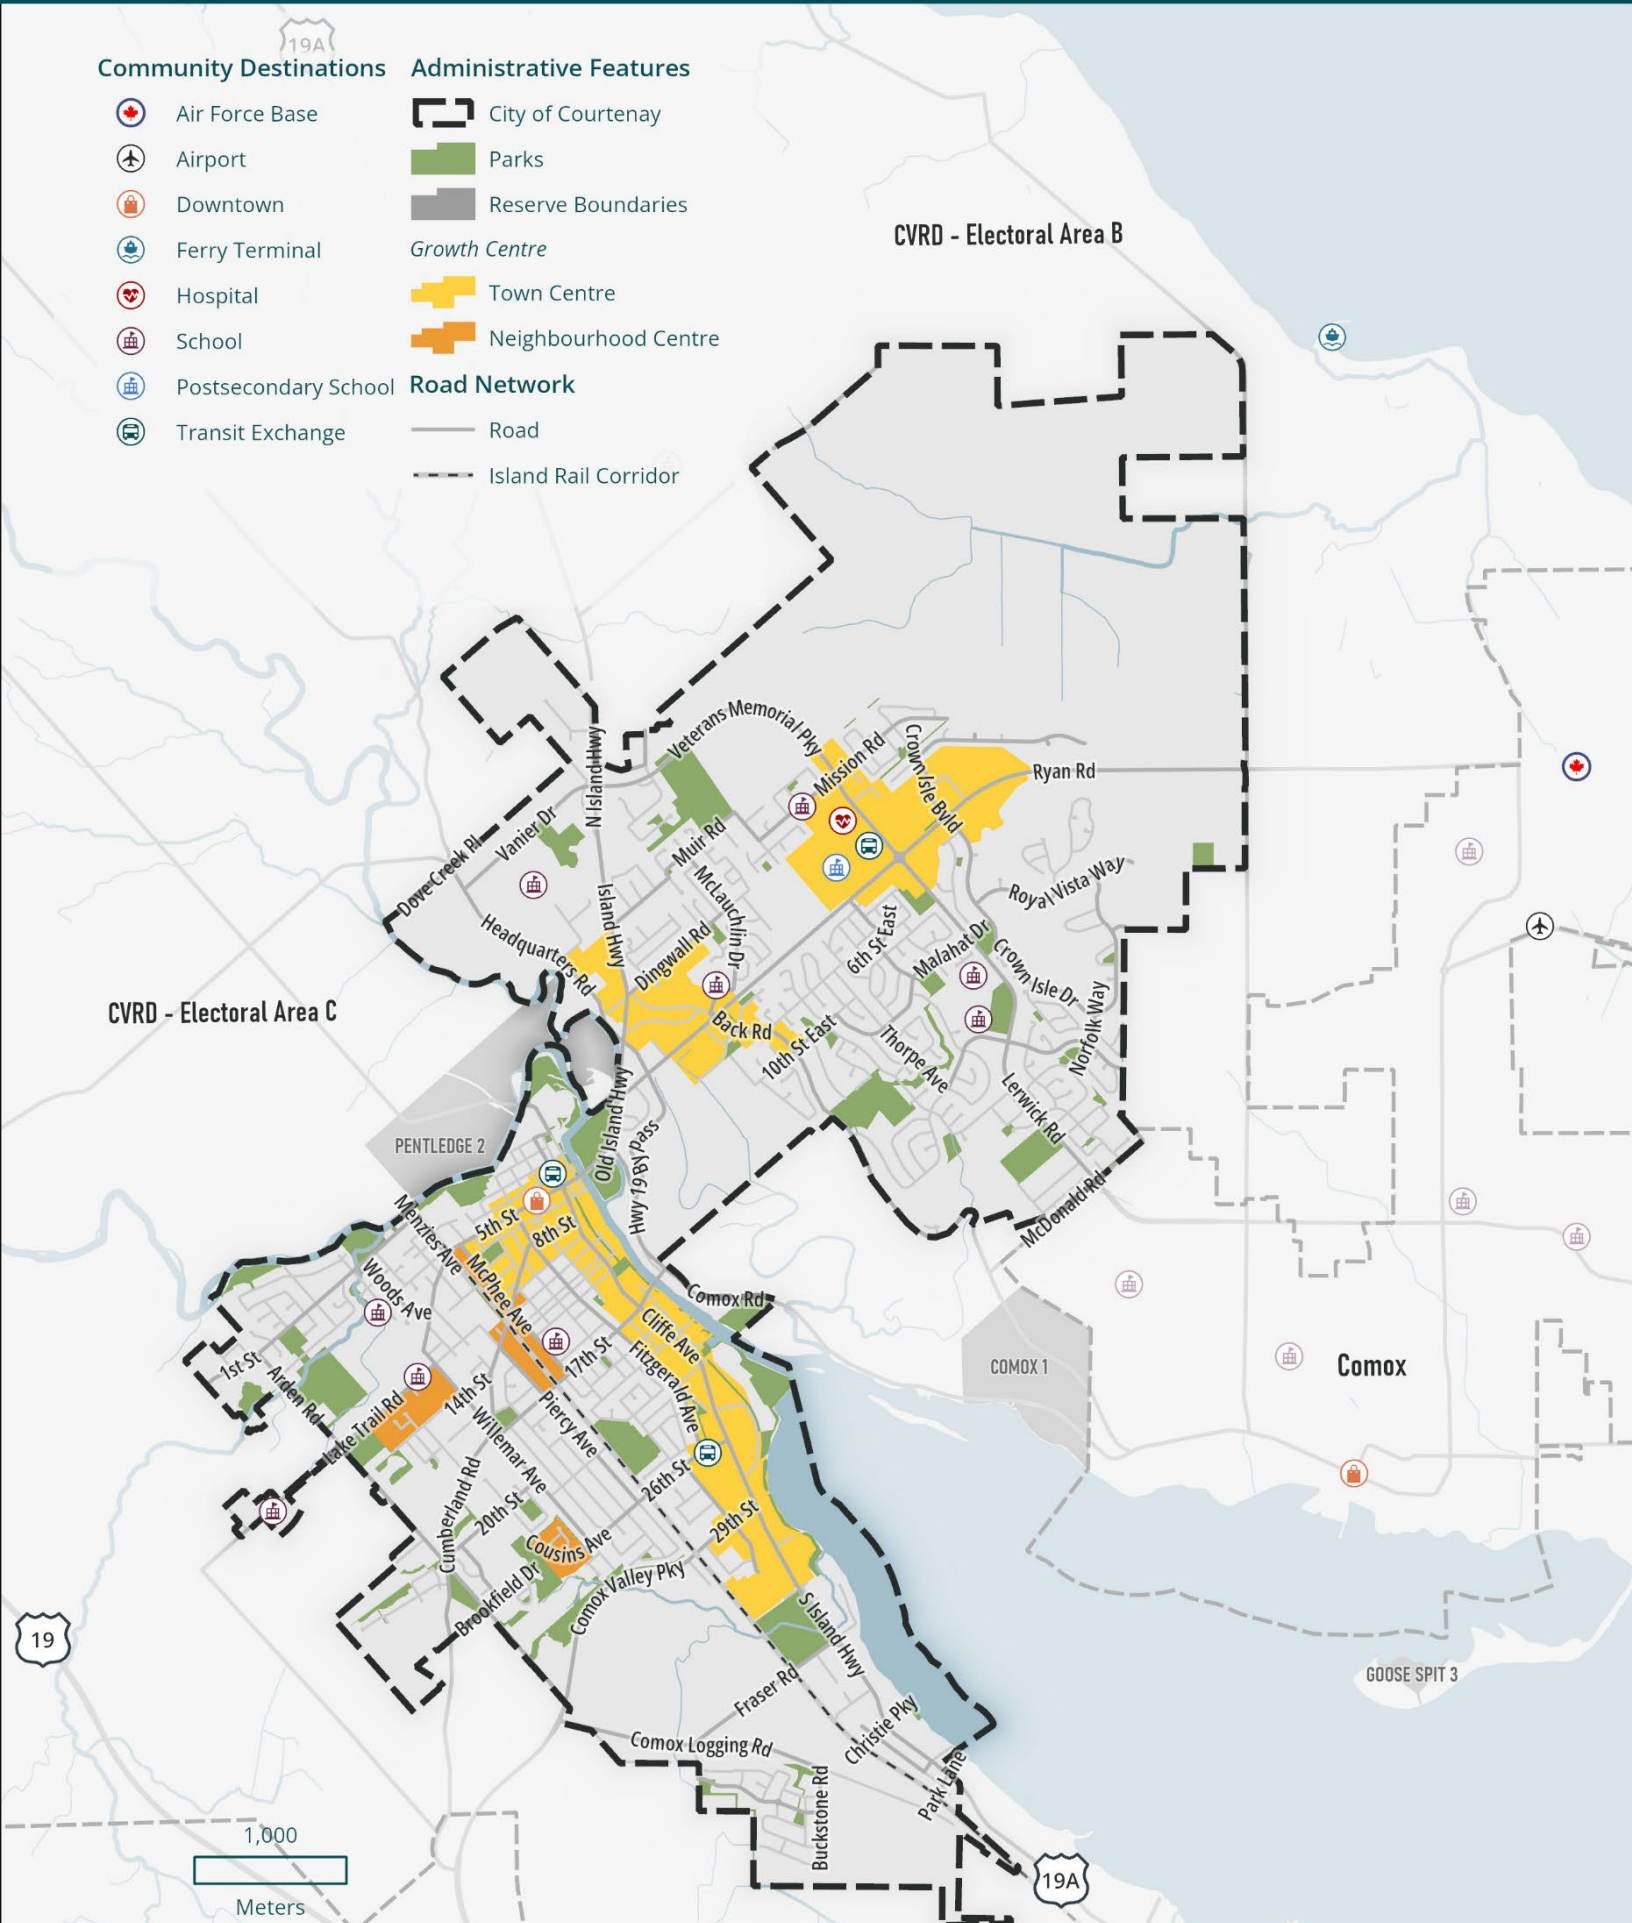 19A
Community Destinations
Air Force Base
Airport
Downtown
Ferry Terminal
Hospital
School
Postsecondary School
Transit Exchange
Administrative Features
City of Courtenay
Parks
Reserve Boundaries
Growth Centre
Town Centre
Neighbourhood Centre
Road Network
Road
Island Rail Corridor
CVRD - Electoral Area B
Veterans Memorial Pky
N Island Hwy
Mission Rd
Crown Isle Bvld
Ryan Rd
Vanier Dr
Muir Rd
Dove Creek Pl
McLauchlin Dr
Royal Vista Way
Island Hwy
Headquarters Rd
Dingwall Rd
6th St East
Malahat Dr
Crown Isle Dr
Norfolk Way
CVRD - Electoral Area C
Back Rd
10th St East
Thorpe Ave
Lerwick Rd
PENTLEDGE 2
Old Island Hwy
Hwy 19 Bypass
McDonald Rd
Menzies Ave
5th St
8th St
Woods Ave
McPhee Ave
Comox Rd
Cliffe Ave
1st St
Arden Rd
17th St
Fitzgerald Ave
COMOX 1
Comox
Lake Trail Rd
14th St
Piercy Ave
Willemar Ave
26th St
Cumberland Rd
20th St
29th St
Cousins Ave
Brookfield Dr
Comox Valley Pky
S Island Hwy
19
GOOSE SPIT 3
Fraser Rd
Christie Pky
Comox Logging Rd
Park Lane
Buckstone Rd
1,000
Meters
19A